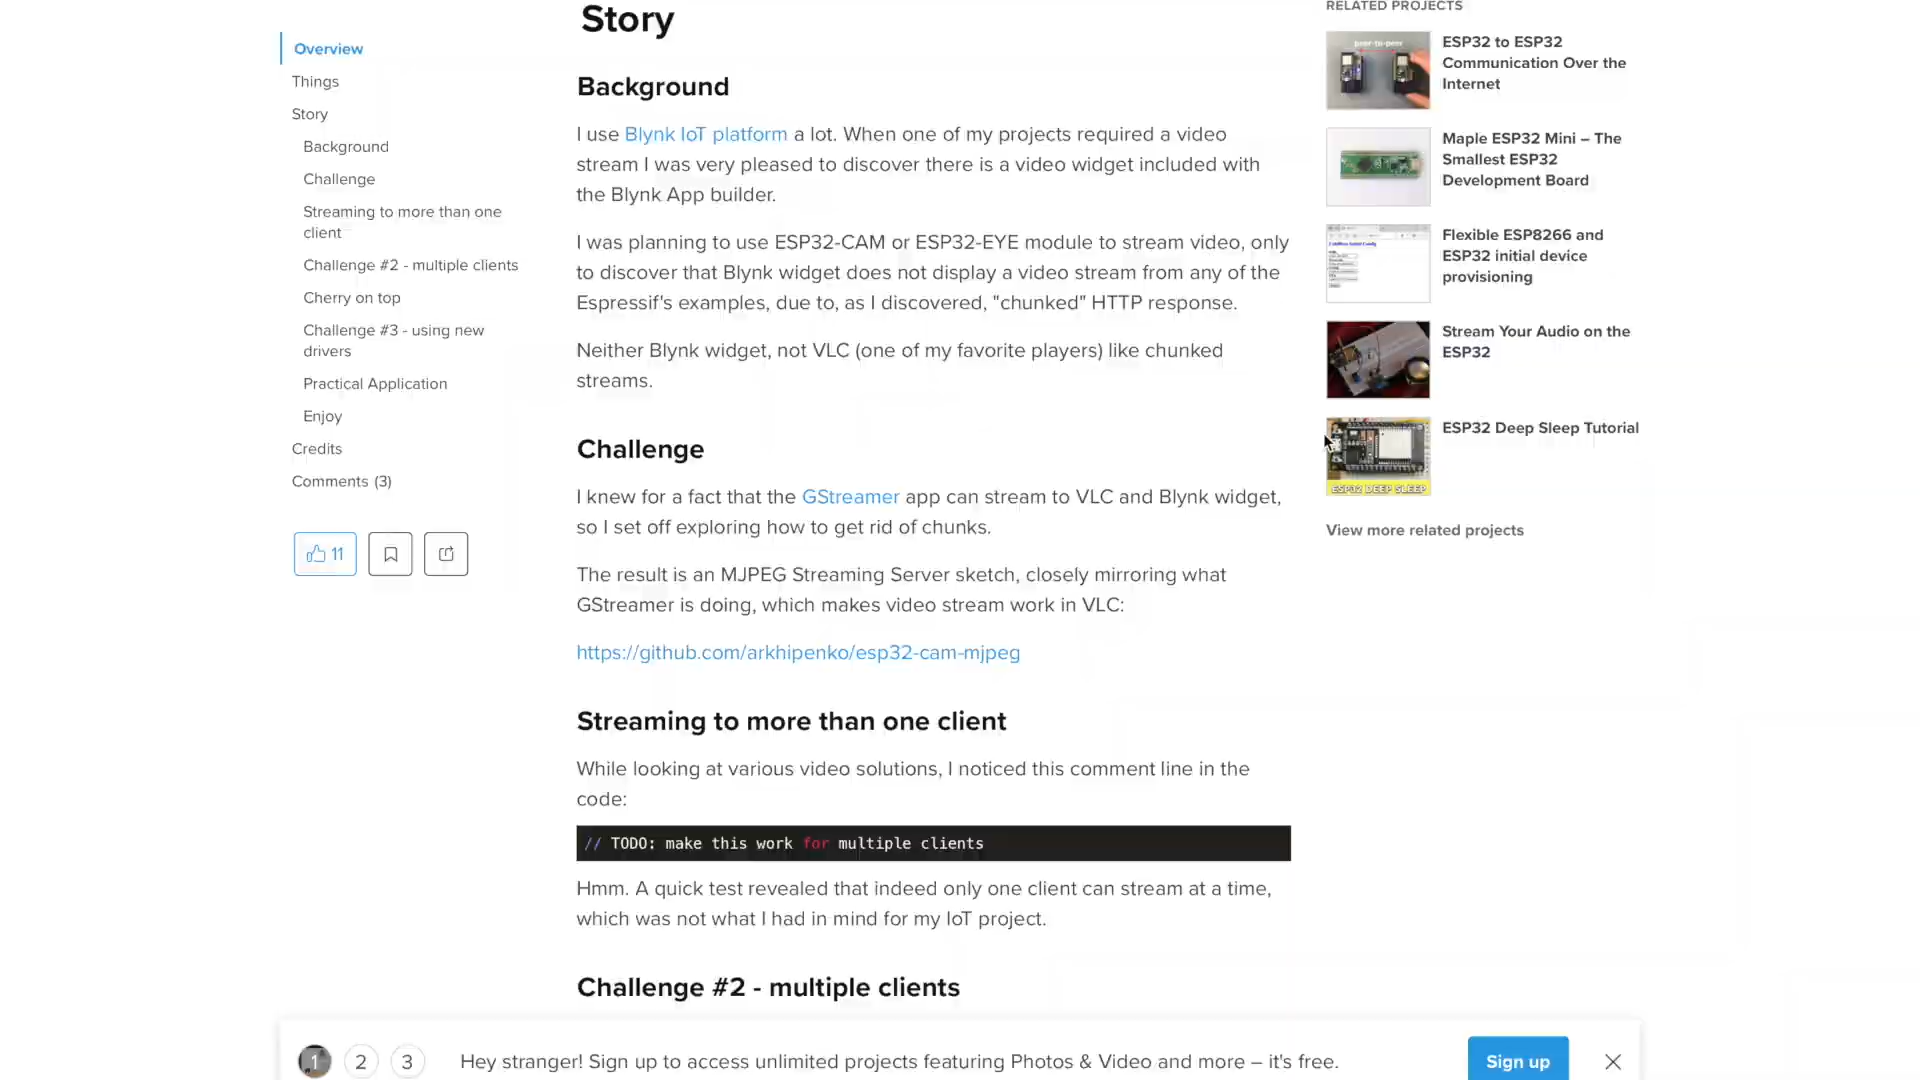 Overview
Things
Story
Background
Challenge
Streaming to more than one
client
Challenge #2 - multiple clients
Cherry on top
Challenge #3 - using new
drivers
Practical Application
Enjoy
Credits
Comments (3)
11
Story
Background
I use Blynk IoT platform a lot. When one of my projects required a video
stream I was very pleased to discover there is a video widget included with
the Blynk App builder.
I was planning to use ESP32-CAM or ESP32-EYE module to stream video, only
to discover that Blynk widget does not display a video stream from any of the
Espressif's examples, due to, as I discovered, "chunked" HTTP response.
Neither Blynk widget, not VLC (one of my favorite players) like chunked
streams.
Challenge
I knew for a fact that the GStreamer app can stream to VLC and Blynk widget,
so I set off exploring how to get rid of chunks.
The result is an MJPEG Streaming Server sketch, closely mirroring what
GStreamer is doing, which makes video stream work in VLC:
https://github.com/arkhipenko/esp32-cam-mjpeg
Streaming to more than one client
While looking at various video solutions, I noticed this comment line in the
code:
// TODO: make this work for multiple clients
Hmm. A quick test revealed that indeed only one client can stream at a time,
which was not what I had in mind for my IoT project.
Challenge #2 - multiple clients
RELATED PROJECTS
peer-to-peer
ESP32 to ESP32
Communication Over the
Internet
Maple ESP32 Mini – The
Smallest ESP32
Development Board
Flexible ESP8266 and
ESP32 initial device
provisioning
Stream Your Audio on the
ESP32
ESP32 DEEP SLEEP
ESP32 Deep Sleep Tutorial
View more related projects
1 2 3
Hey stranger! Sign up to access unlimited projects featuring Photos & Video and more – it's free.
Sign up